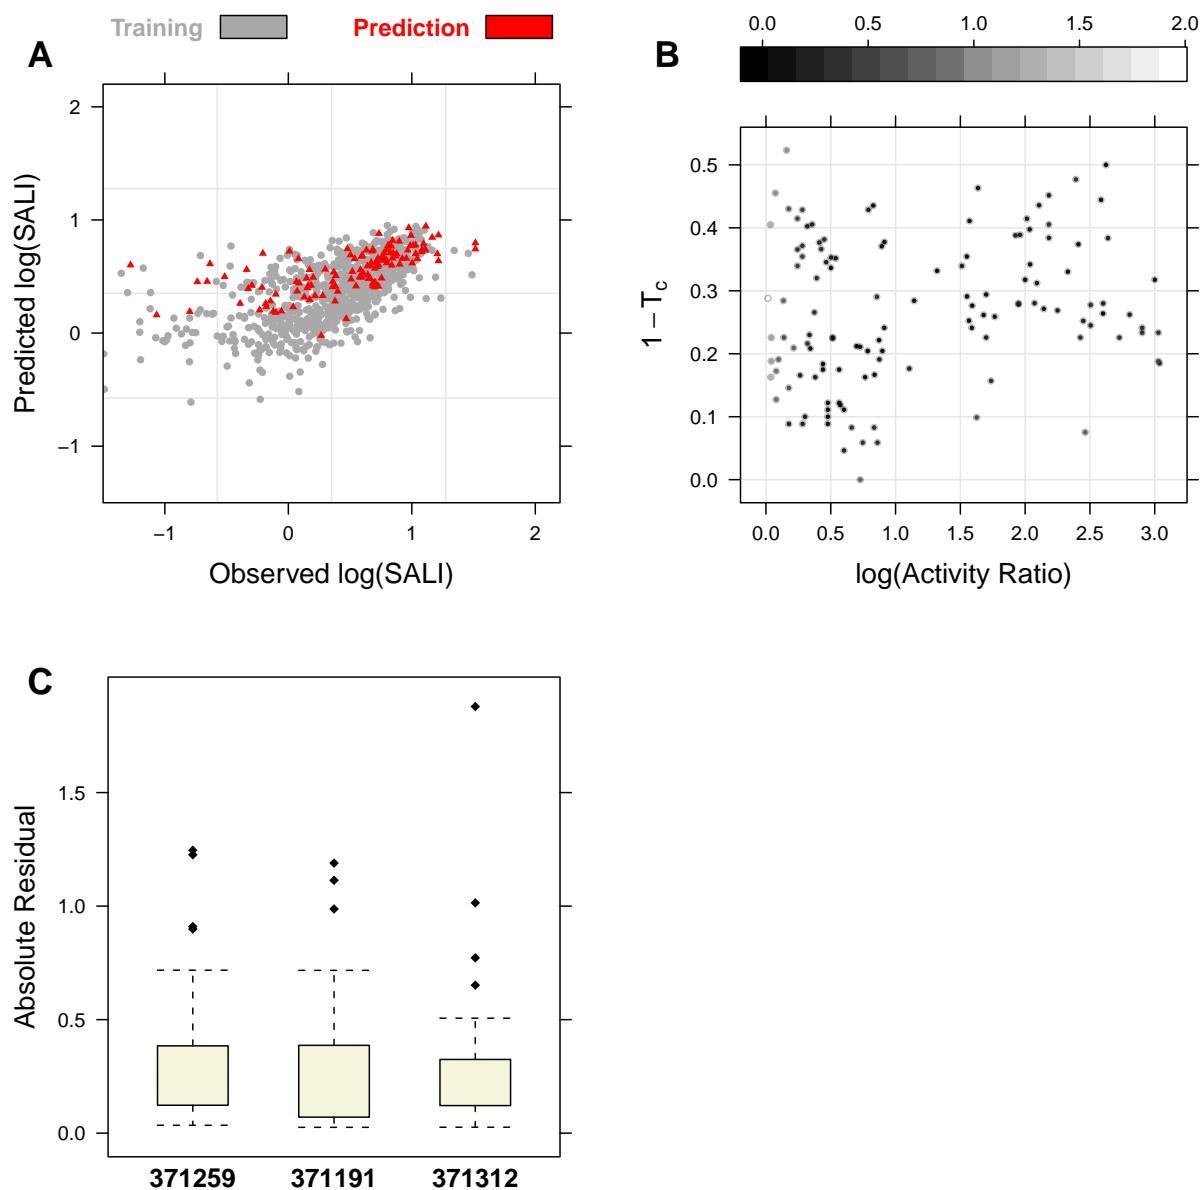 Training Prediction
A
2
1
0
−1
Predicted log(SALI)
−1 0 1 2
Observed log(SALI)
B
0.0 0.5 1.0 1.5 2.0
0.5
0.4
0.3
0.2
0.1
0.0
1 − Tc
0.0 0.5 1.0 1.5 2.0 2.5 3.0
log(Activity Ratio)
C
1.5
1.0
0.5
0.0
Absolute Residual
371259 371191 371312